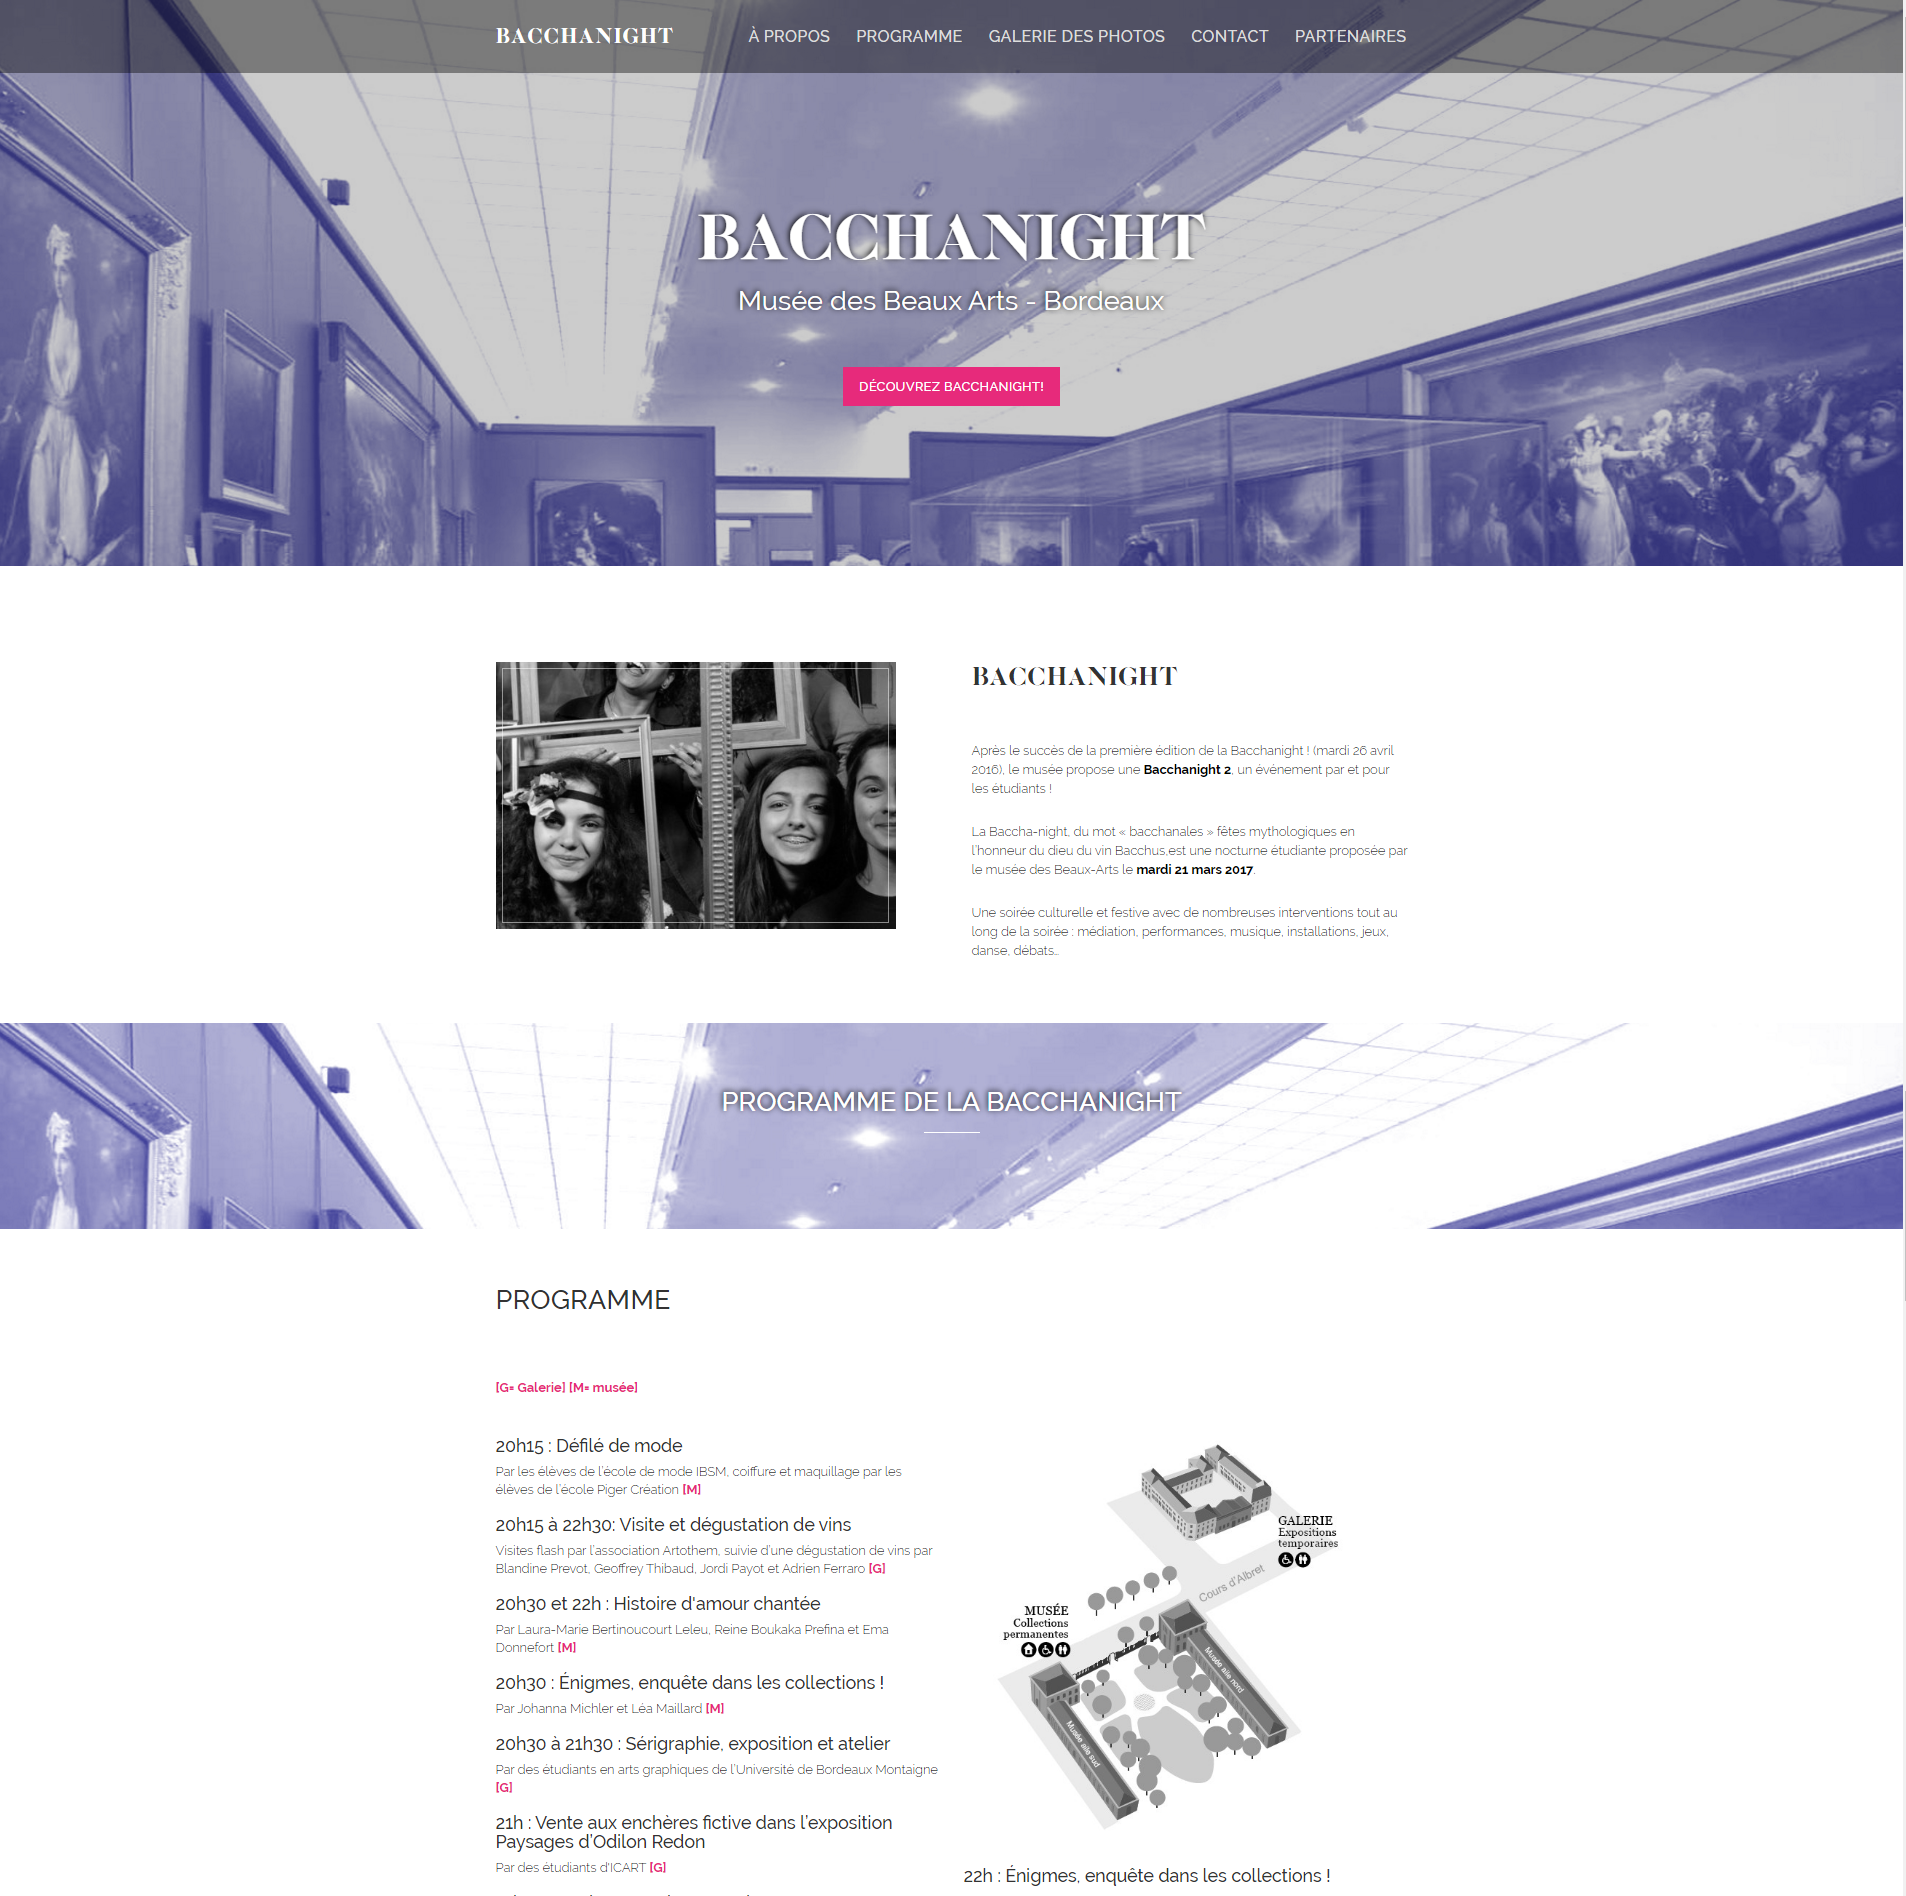 BACCHANIGHT
À PROPOS
PROGRAMME
GALERIE DES PHOTOS
CONTACT
PARTENAIRES
BACCHANIGHT
Musée des Beaux Arts - Bordeaux
DÉCOUVREZ BACCHANIGHT!
BACCHANIGHT
Après le succès de la première édition de la Bacchanight ! (mardi 26 avril
2016), le musée propose une Bacchanight 2, un événement par et pour
les étudiants !
La Baccha-night, du mot « bacchanales » fêtes mythologiques en
l'honneur du dieu du vin Bacchus,est une nocturne étudiante proposée par
le musée des Beaux-Arts le mardi 21 mars 2017.
Une soirée culturelle et festive avec de nombreuses interventions tout au
long de la soirée : médiation, performances, musique, installations, jeux,
danse, débats…
PROGRAMME DE LA BACCHANIGHT
PROGRAMME
[G= Galerie] [M= musée]
20h15 : Défilé de mode
Par les élèves de l'école de mode IBSM, coiffure et maquillage par les
élèves de l'école Piger Création [M]
20h15 à 22h30: Visite et dégustation de vins
Visites flash par l'association Artothem, suivie d'une dégustation de vins par
Blandine Prevot, Geoffrey Thibaud, Jordi Payot et Adrien Ferraro [G]
20h30 et 22h : Histoire d'amour chantée
Par Laura-Marie Bertinoucourt Leleu, Reine Boukaka Prefina et Ema
Donnefort [M]
20h30 : Énigmes, enquête dans les collections !
Par Johanna Michler et Léa Maillard [M]
20h30 à 21h30 : Sérigraphie, exposition et atelier
Par des étudiants en arts graphiques de l'Université de Bordeaux Montaigne
[G]
21h : Vente aux enchères fictive dans l'exposition
Paysages d'Odilon Redon
Par des étudiants d'ICART [G]
GALERIE
Expositions
temporaires
Cours d'Albret
MUSÉE
Collections
permanentes
Musée aile nord
Musée aile sud
22h : Énigmes, enquête dans les collections !